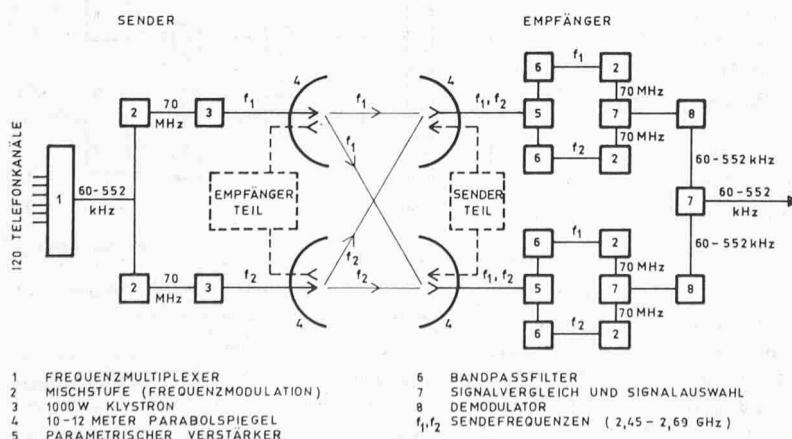 SENDER
EMPFÄNGER
120 TELEFONKANÄLE
1
60-552
kHz
2
70
MHz
3
f1
4
f1
f1
4
f1, f2
EMPFÄNGER
TEIL
SENDER
TEIL
2
70
MHz
3
f2
4
f2
f2
4
f1, f2
6
f1
2
70 MHz
5
7
8
70 MHz
6
f2
2
60-552 kHz
7
60-552
kHz
60-552 kHz
6
f1
2
70 MHz
5
7
8
70 MHz
6
f2
2
1 FREQUENZMULTIPLEXER
2 MISCHSTUFE (FREQUENZMODULATION)
3 1000 W KLYSTRON
4 10-12 METER PARABOLSPIEGEL
5 PARAMETRISCHER VERSTÄRKER
6 BANDPASSFILTER
7 SIGNALVERGLEICH UND SIGNALAUSWAHL
8 DEMODULATOR
f1,f2 SENDEFREQUENZEN (2,45-2,69 GHz)